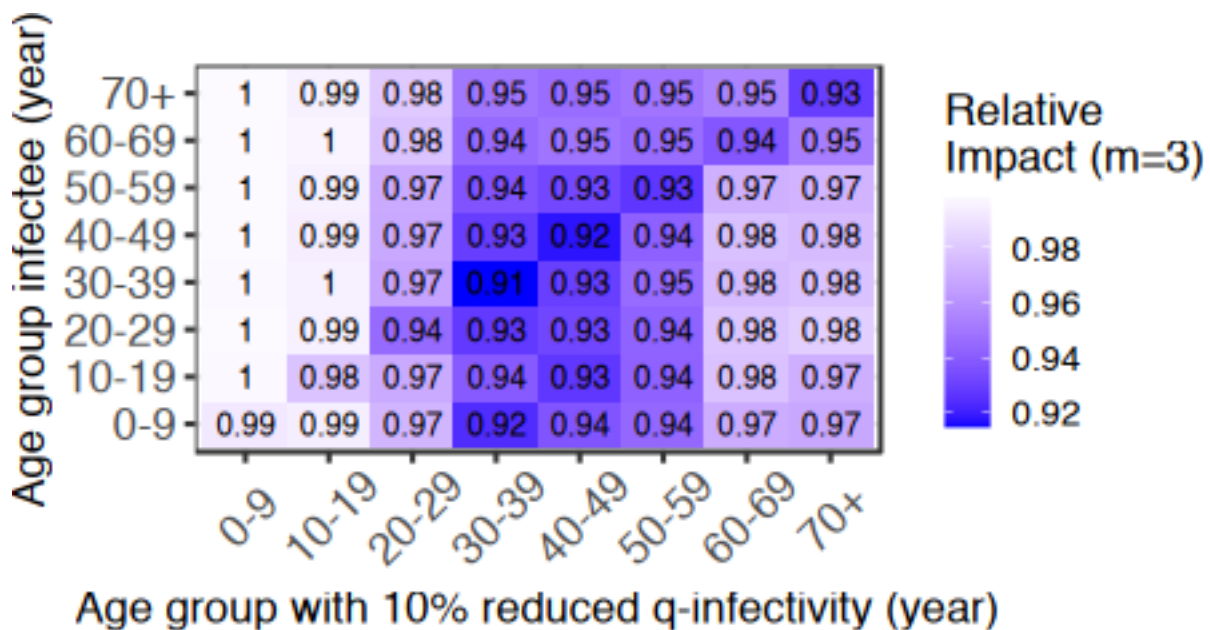 Age group infectee (year)
70+ 1 0.99 0.98 0.95 0.95 0.95 0.95 0.93
60-69 1 1 0.98 0.94 0.95 0.95 0.94 0.95
50-59 1 0.99 0.97 0.94 0.93 0.93 0.97 0.97
40-49 1 0.99 0.97 0.93 0.92 0.94 0.98 0.98
30-39 1 1 0.97 0.91 0.93 0.95 0.98 0.98
20-29 1 0.99 0.94 0.93 0.93 0.94 0.98 0.98
10-19 1 0.98 0.97 0.94 0.93 0.94 0.98 0.97
0-9 0.99 0.99 0.97 0.92 0.94 0.94 0.97 0.97
0-9 10-19 20-29 30-39 40-49 50-59 60-69 70+
Age group with 10% reduced q-infectivity (year)
Relative
Impact (m=3)
0.98
0.96
0.94
0.92